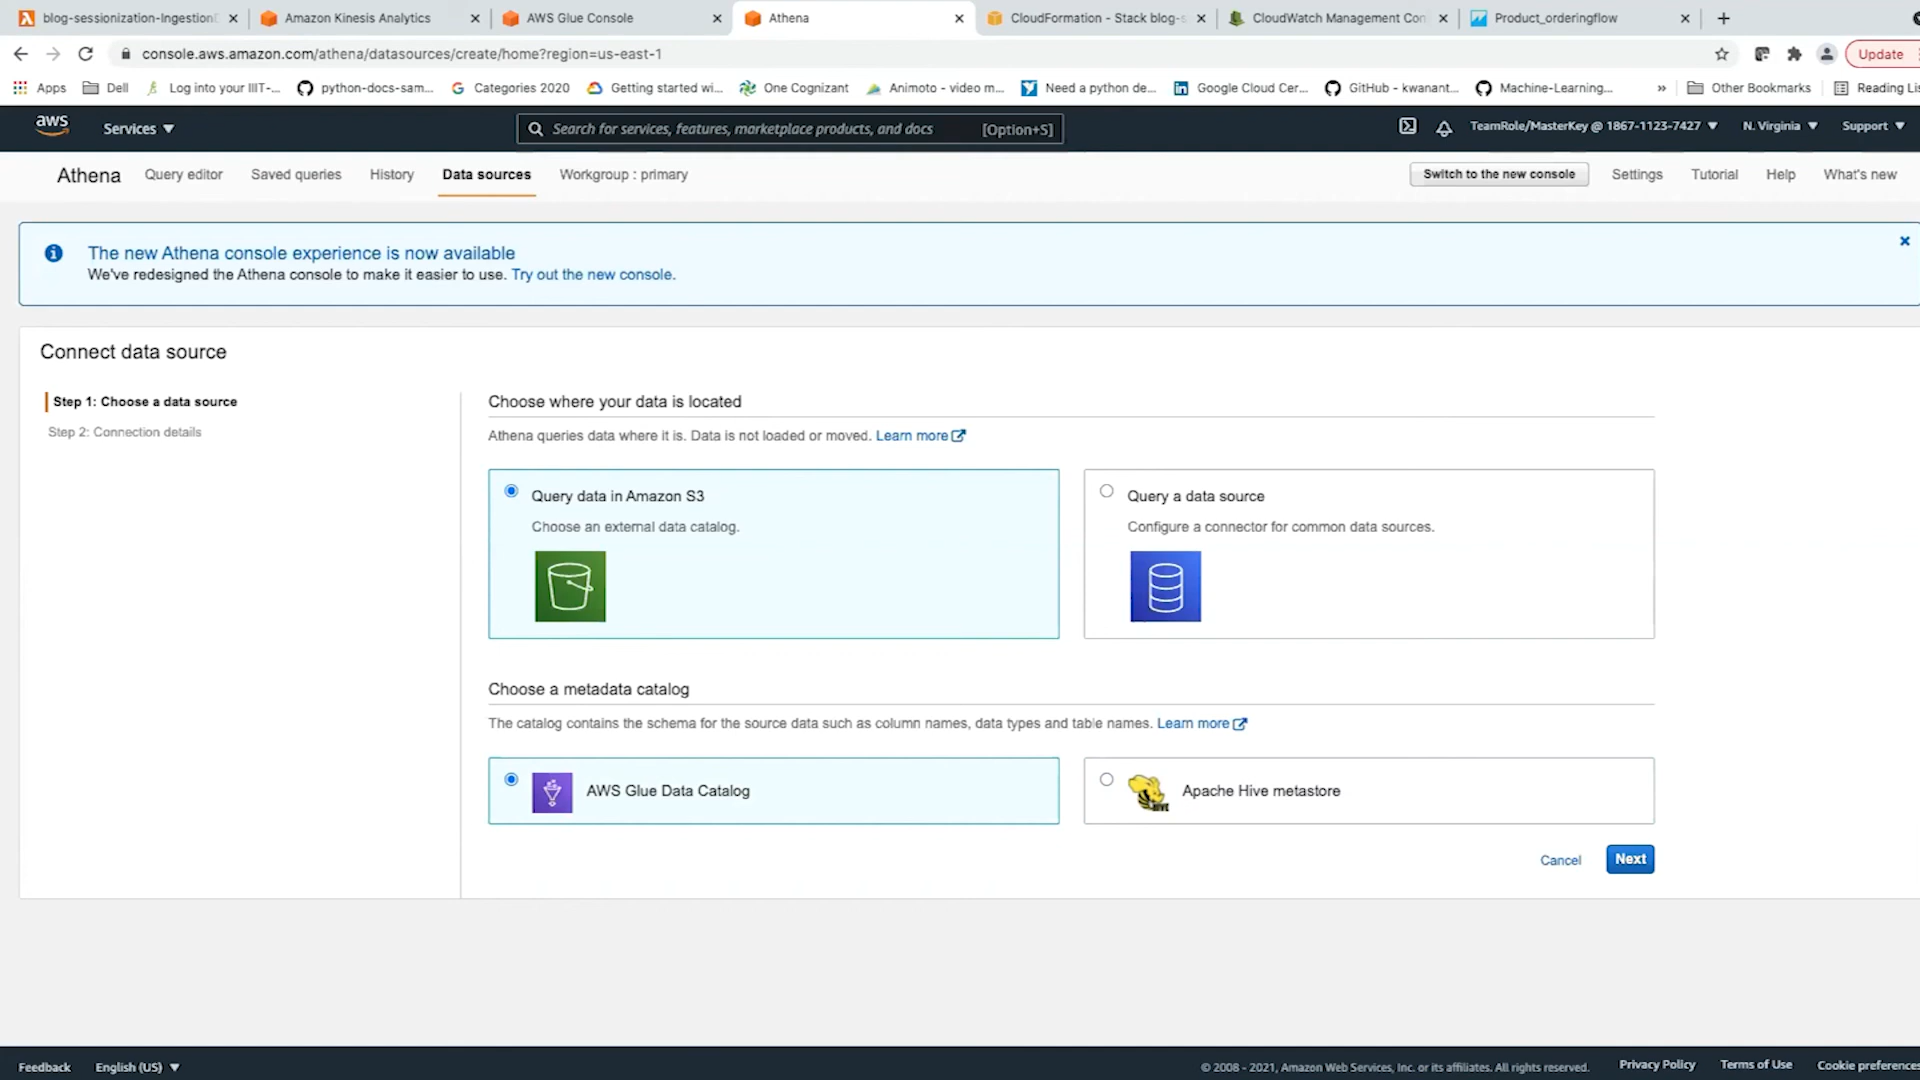 blog-sessionization-Ingestion
Amazon Kinesis Analytics
AWS Glue Console
Athena
CloudFormation - Stack blog-s
CloudWatch Management Con
Product_orderingflow
console.aws.amazon.com/athena/datasources/create/home?region=us-east-1
Update
Apps
Dell
Log into your IIIT-...
python-docs-sam...
Categories 2020
Getting started wi...
One Cognizant
Animoto - video m...
Need a python de...
Google Cloud Cer...
GitHub - kwanant...
Machine-Learning...
»
Other Bookmarks
Reading Lis
aws
Services
Search for services, features, marketplace products, and docs
[Option+S]
TeamRole/MasterKey @ 1867-1123-7427
N. Virginia
Support
Athena
Query editor
Saved queries
History
Data sources
Workgroup : primary
Switch to the new console
Settings
Tutorial
Help
What's new
The new Athena console experience is now available
We've redesigned the Athena console to make it easier to use. Try out the new console.
Connect data source
Step 1: Choose a data source
Step 2: Connection details
Choose where your data is located
Athena queries data where it is. Data is not loaded or moved. Learn more
Query data in Amazon S3
Choose an external data catalog.
Query a data source
Configure a connector for common data sources.
Choose a metadata catalog
The catalog contains the schema for the source data such as column names, data types and table names. Learn more
AWS Glue Data Catalog
HIVE
Apache Hive metastore
Cancel
Next
Feedback
English (US)
© 2008 - 2021, Amazon Web Services, Inc. or its affiliates. All rights reserved.
Privacy Policy
Terms of Use
Cookie preferences